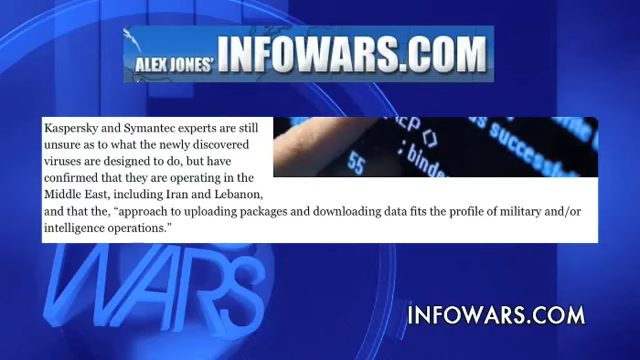 ALEX JONES' INFOWARS.COM
Kaspersky and Symantec experts are still
unsure as to what the newly discovered
viruses are designed to do, but have
confirmed that they are operating in the
Middle East, including Iran and Lebanon,
and that the, “approach to uploading packages and downloading data fits the profile of military and/or
intelligence operations.”
55
; binde
successful
WARS
INFOWARS.COM